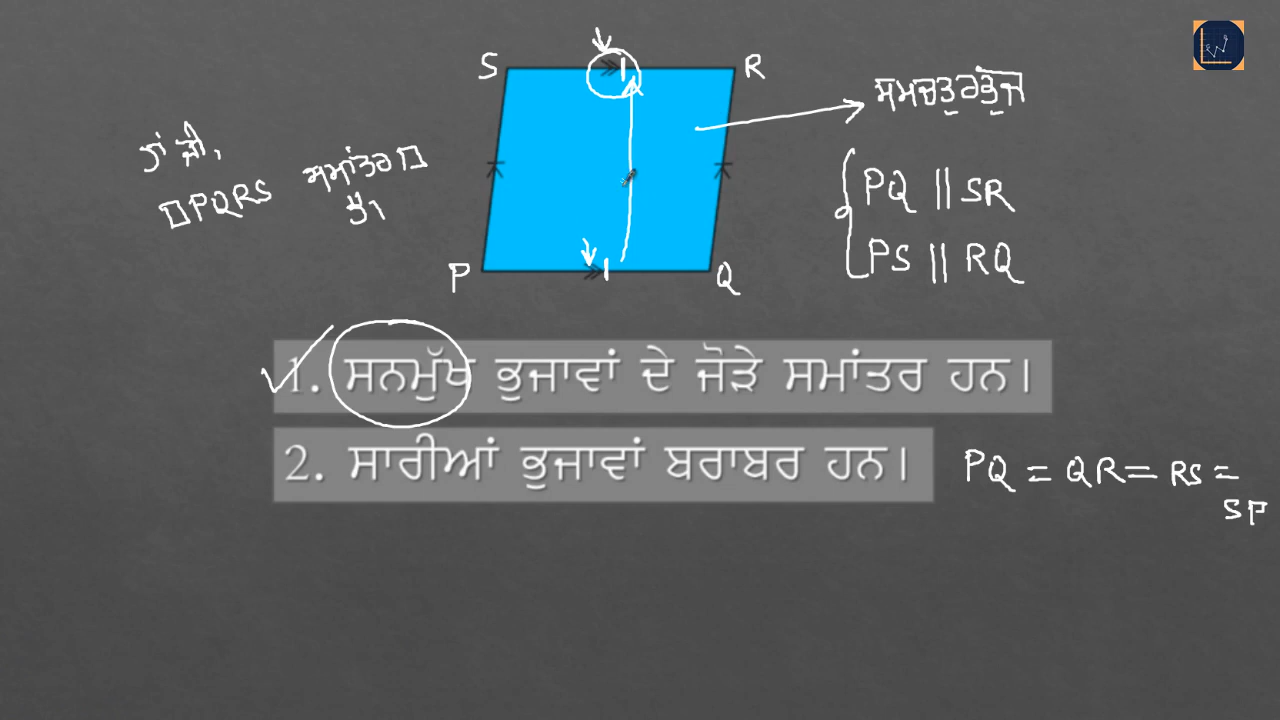 S
R
ਸਮਚਤੁਰਭੁਜ
ਹਾਂ ਜੀ,
□PQRS ਸਮਾਂਤਰ □
ਹੈ।
PQ || SR
PS || RQ
P
Q
1. ਸਨਮੁੱਖ ਭੁਜਾਵਾਂ ਦੇ ਜੋੜੇ ਸਮਾਂਤਰ ਹਨ।
2. ਸਾਰੀਆਂ ਭੁਜਾਵਾਂ ਬਰਾਬਰ ਹਨ।
PQ = QR = RS =
SP